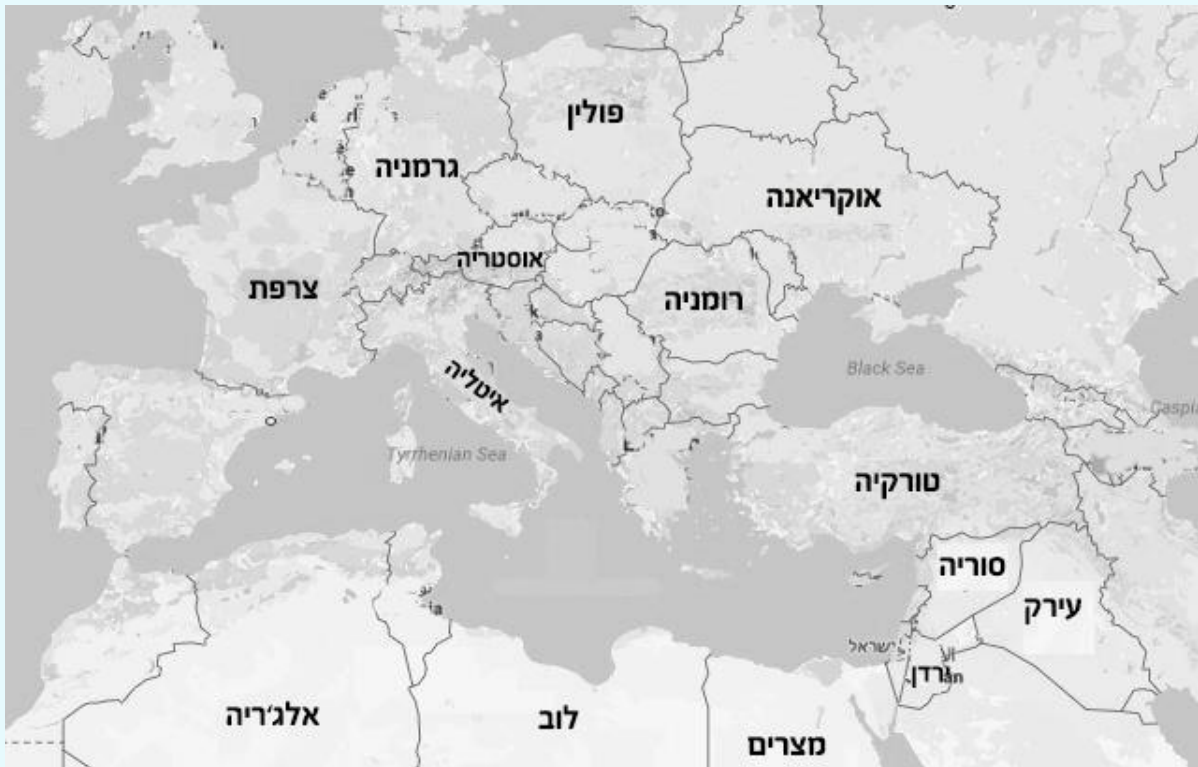 פולין
גרמניה
אוקריאנה
אוסטריה
צרפת
רומניה
Black Sea
איטליה
Caspi
Tyrrhenian Sea
טורקיה
סוריה
עירק
ישראל
ירדן
אלג'ריה
לוב
מצרים